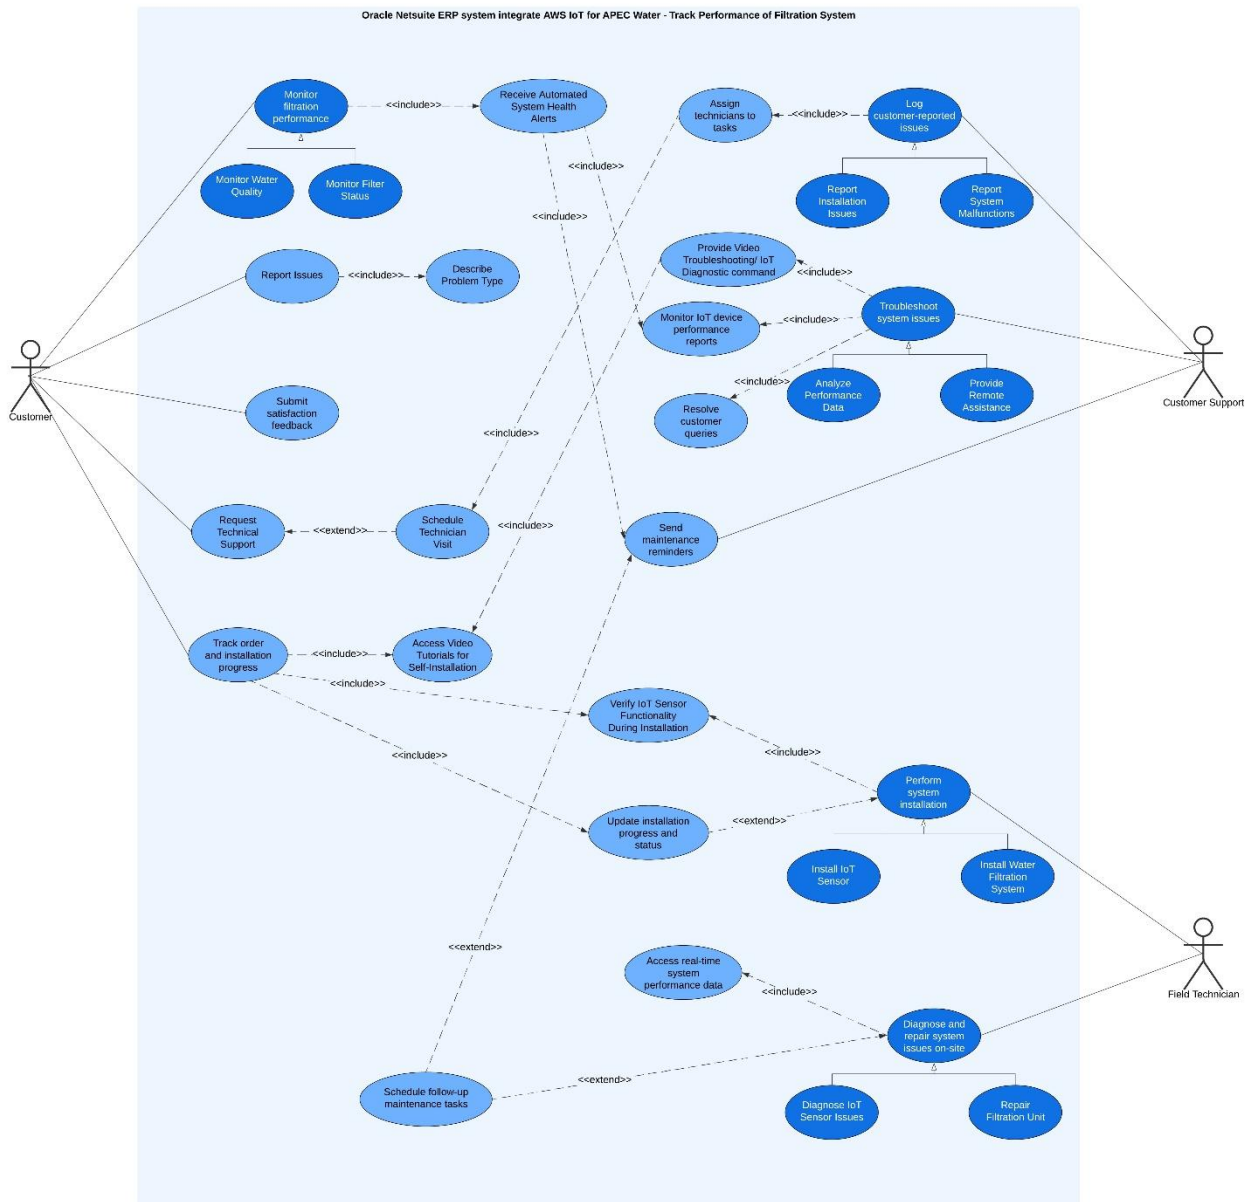 Oracle Netsuite ERP system integrate AWS IoT for APEC Water - Track Performance of Filtration System
Monitor
filtration
performance
<<include>>
Receive Automated
System Health
Alerts
Assign
technicians to
tasks
<<include>>
Log
customer-reported
issues
<<include>>
Monitor Water
Quality
Monitor Filter
Status
Report
Installation
Issues
Report
System
Malfunctions
<<include>>
Report Issues
<<include>>
Describe
Problem Type
Provide Video
Troubleshooting/ IoT
Diagnostic command
<<include>>
Troubleshoot
system issues
Monitor IoT device
performance
reports
<<include>>
<<include>>
Analyze
Performance
Data
Provide
Remote
Assistance
Customer
Customer Support
Submit
satisfaction
feedback
Resolve
customer
queries
<<include>>
Request
Technical
Support
<<extend>>
Schedule
Technician
Visit
<<include>>
Send
maintenance
reminders
Track order
and installation
progress
<<include>>
Access Video
Tutorials for
Self-Installation
<<include>>
Verify IoT Sensor
Functionality
During Installation
<<include>>
<<include>>
Perform
system
installation
Update installation
progress and
status
<<extend>>
Install IoT
Sensor
Install Water
Filtration
System
<<extend>>
Access real-time
system
performance data
<<include>>
Field Technician
Diagnose and
repair system
issues on-site
Schedule follow-up
maintenance tasks
<<extend>>
Diagnose IoT
Sensor Issues
Repair
Filtration Unit